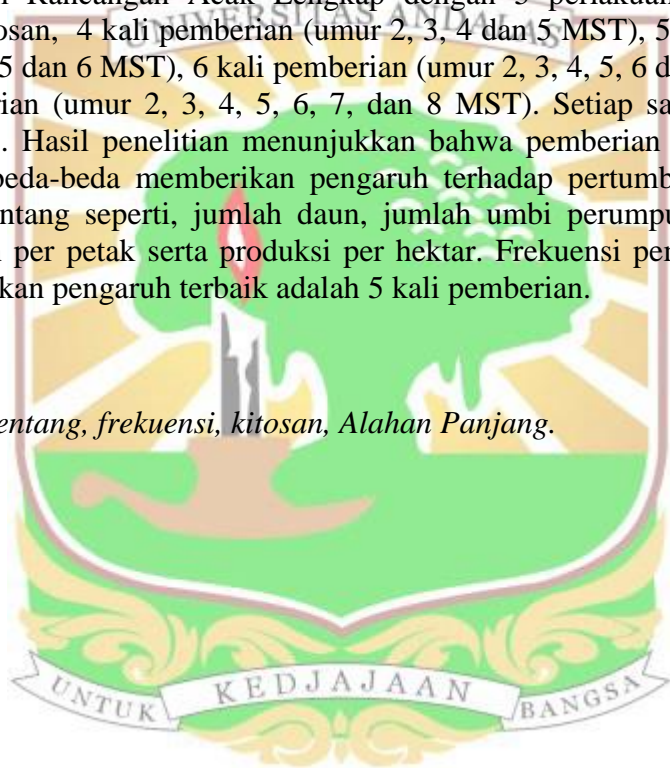 Rancangan Acak Lengkap dengan 5 perlakuan
osan, 4 kali pemberian (umur 2, 3, 4 dan 5 MST), 5
5 dan 6 MST), 6 kali pemberian (umur 2, 3, 4, 5, 6 d
rian (umur 2, 3, 4, 5, 6, 7, dan 8 MST). Setiap sa
. Hasil penelitian menunjukkan bahwa pemberian
beda-beda memberikan pengaruh terhadap pertumb
ntang seperti, jumlah daun, jumlah umbi perumpu
per petak serta produksi per hektar. Frekuensi per
kan pengaruh terbaik adalah 5 kali pemberian.
entang, frekuensi, kitosan, Alahan Panjang.
UNIVERSITAS ANDALAS
UNTUK KEDJAJAAN BANGSA